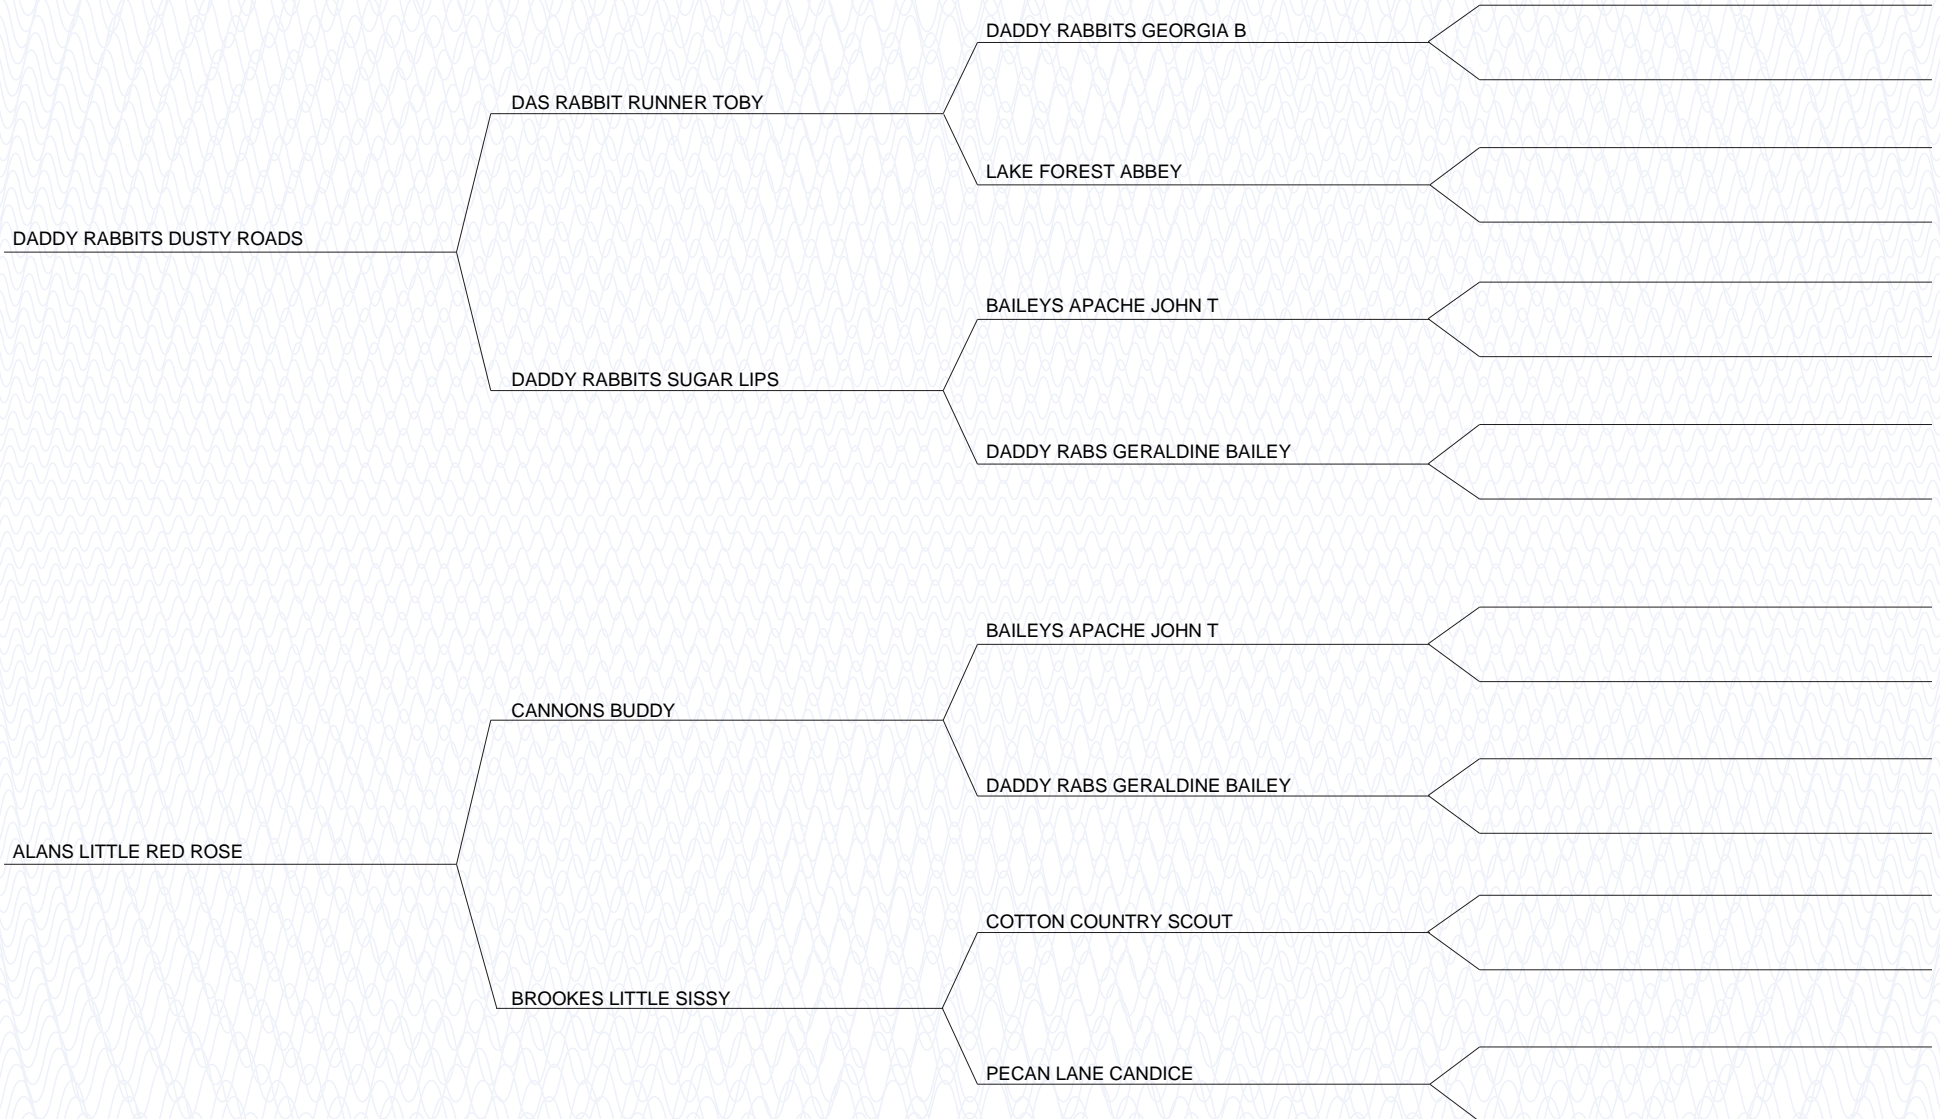 DADDY RABBITS GEORGIA B
DAS RABBIT RUNNER TOBY
LAKE FOREST ABBEY
DADDY RABBITS DUSTY ROADS
BAILEYS APACHE JOHN T
DADDY RABBITS SUGAR LIPS
DADDY RABS GERALDINE BAILEY
BAILEYS APACHE JOHN T
CANNONS BUDDY
DADDY RABS GERALDINE BAILEY
ALANS LITTLE RED ROSE
COTTON COUNTRY SCOUT
BROOKES LITTLE SISSY
PECAN LANE CANDICE